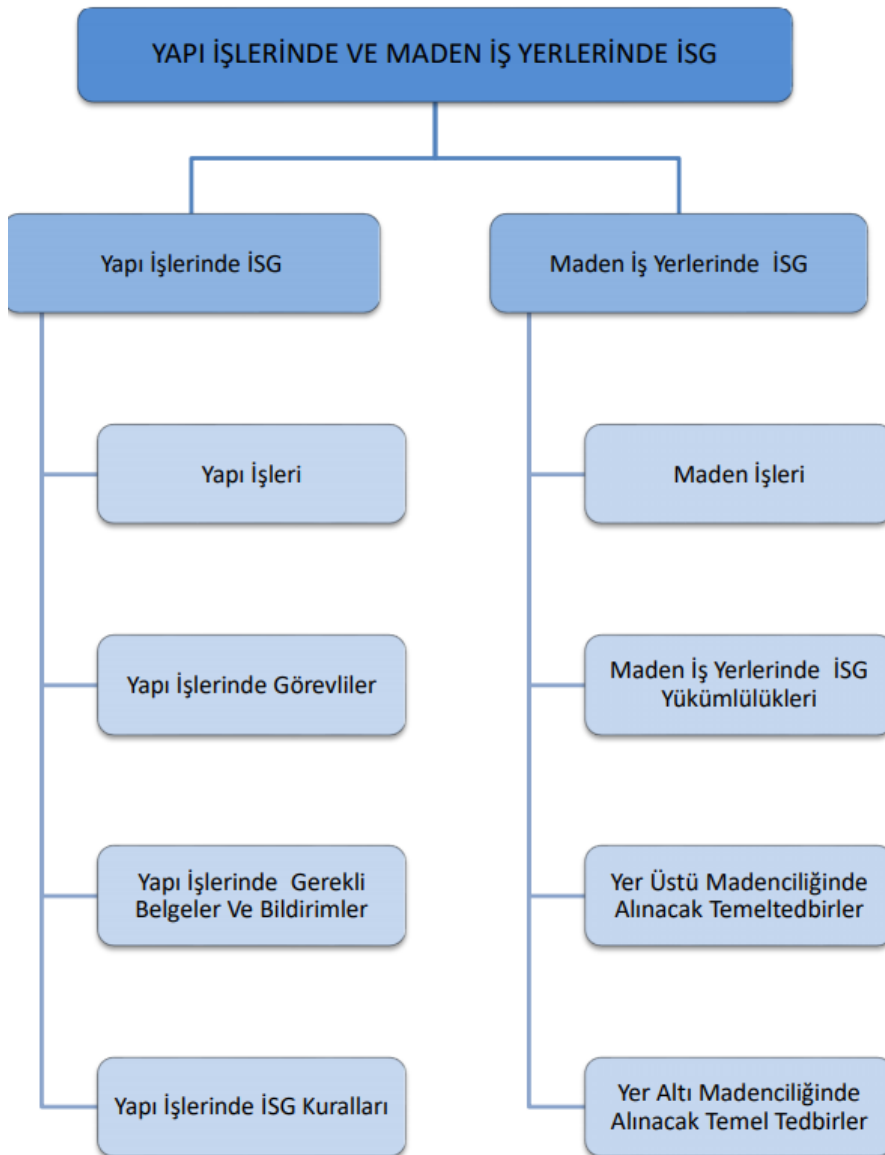 YAPI İŞLERİNDE VE MADEN İŞ YERLERİNDE İSG
Yapı İşlerinde İSG
Yapı İşleri
Yapı İşlerinde Görevliler
Yapı İşlerinde Gerekli
Belgeler Ve Bildirimler
Yapı İşlerinde İSG Kuralları
Maden İş Yerlerinde İSG
Maden İşleri
Maden İş Yerlerinde İSG
Yükümlülükleri
Yer Üstü Madenciliğinde
Alınacak Temeltedbirler
Yer Altı Madenciliğinde
Alınacak Temel Tedbirler